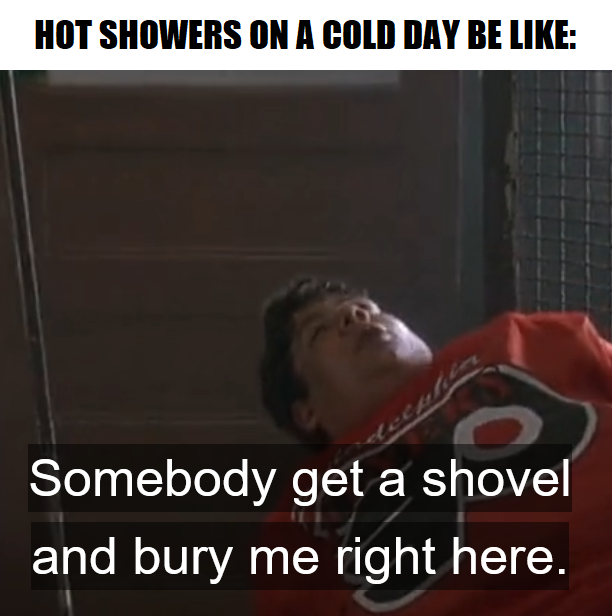 HOT SHOWERS ON A COLD DAY BE LIKE:
Somebody get a shovel
and bury me right here.